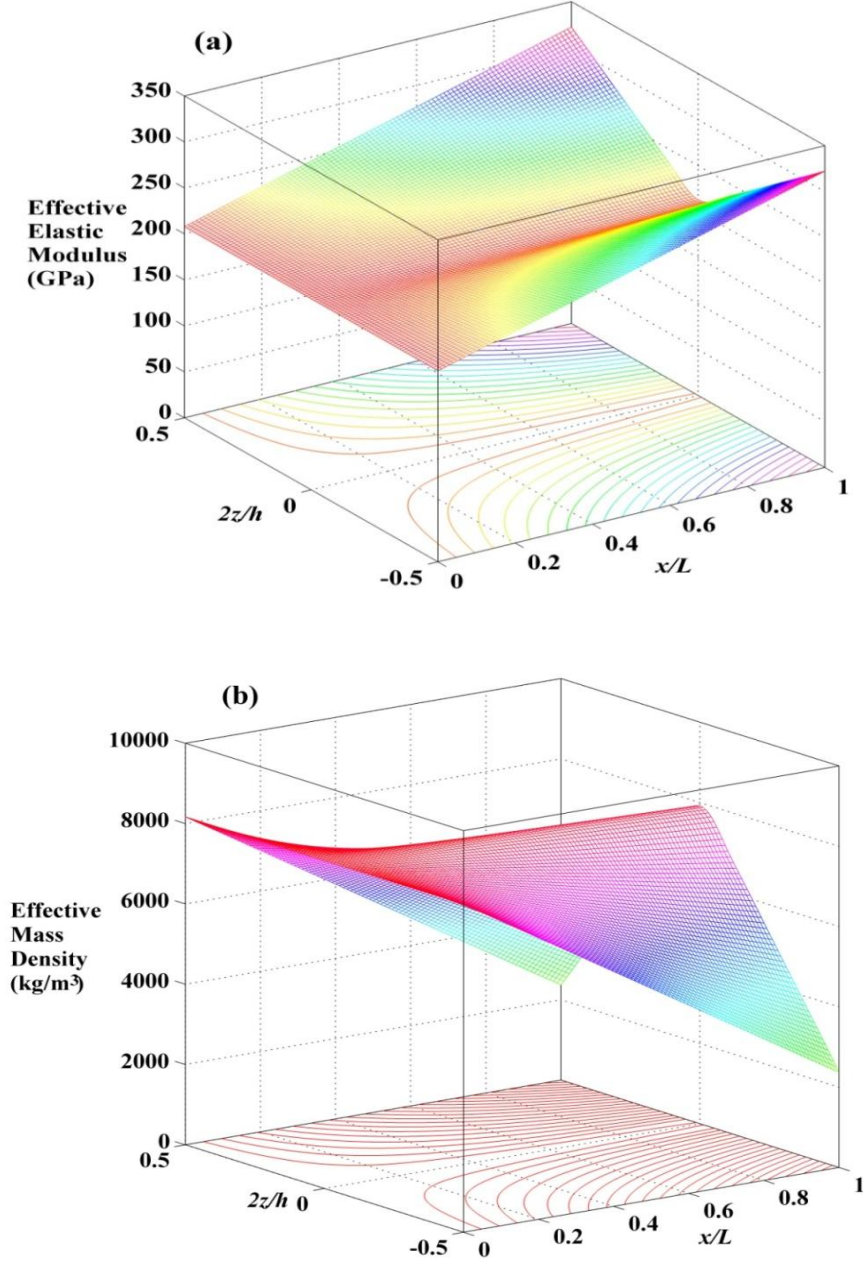 (a)
350
300
250
200
150
100
50
0
Effective
Elastic
Modulus
(GPa)
0.5
0
-0.5
2z/h
0
0.2
0.4
0.6
0.8
1
x/L
(b)
10000
8000
6000
4000
2000
0
Effective
Mass
Density
(kg/m³)
0.5
2z/h 0
-0.5
0
0.2
0.4
0.6
0.8
1
x/L